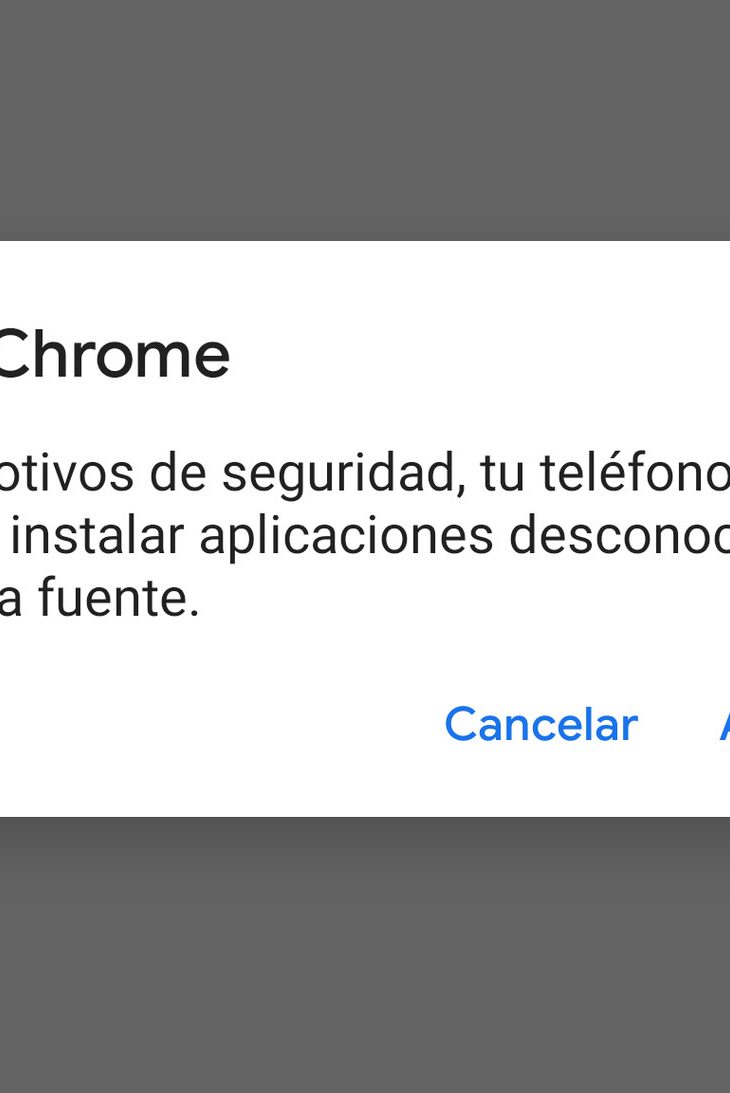 Chrome
otivos de seguridad, tu teléfono
instalar aplicaciones desconoc
a fuente.
Cancelar A